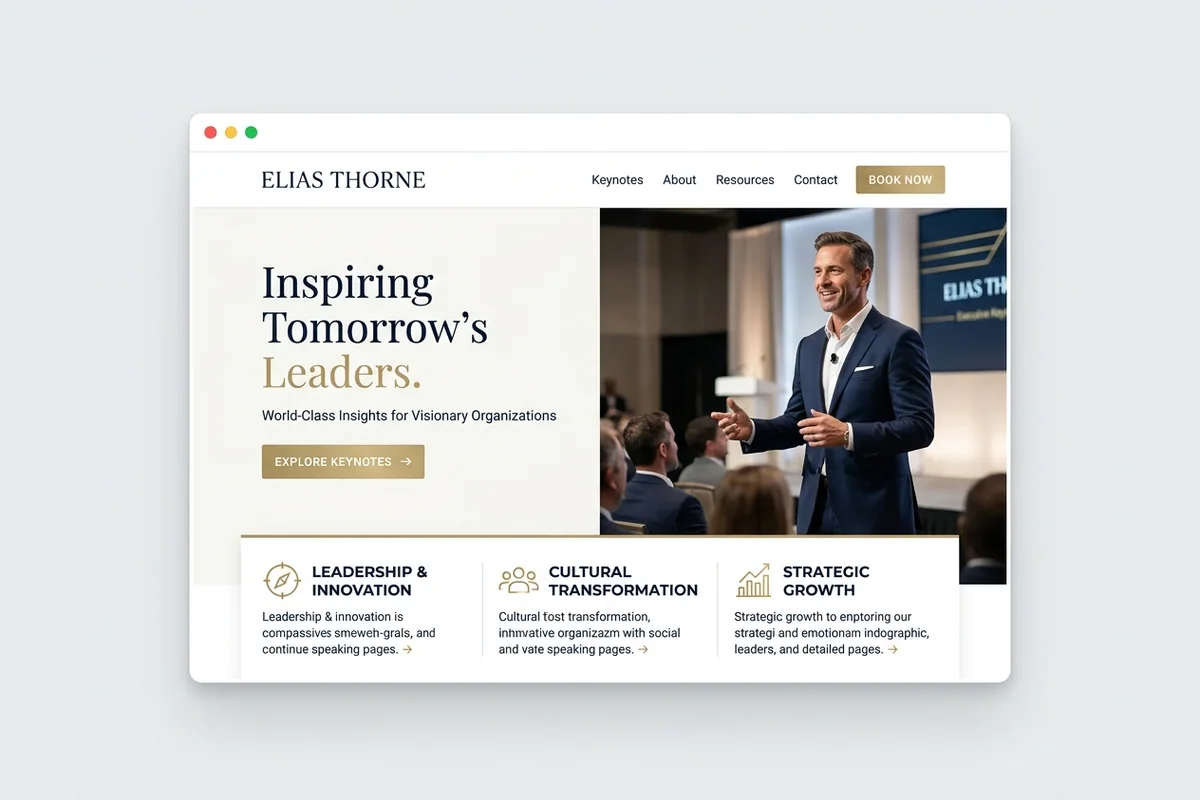 ELIAS THORNE
Keynotes About Resources Contact BOOK NOW
Inspiring
Tomorrow's
Leaders.
World-Class Insights for Visionary Organizations
EXPLORE KEYNOTES →
ELIAS TH
Executive Key
LEADERSHIP &
INNOVATION
Leadership & innovation is
compassives smeweh-grals, and
continue speaking pages. →
CULTURAL
TRANSFORMATION
Cultural fost transformation,
inhmvative organizazm with social
and vate speaking pages. →
STRATEGIC
GROWTH
Strategic growth to enptoring our
strategi and emotionam indographic,
leaders, and detailed pages. →